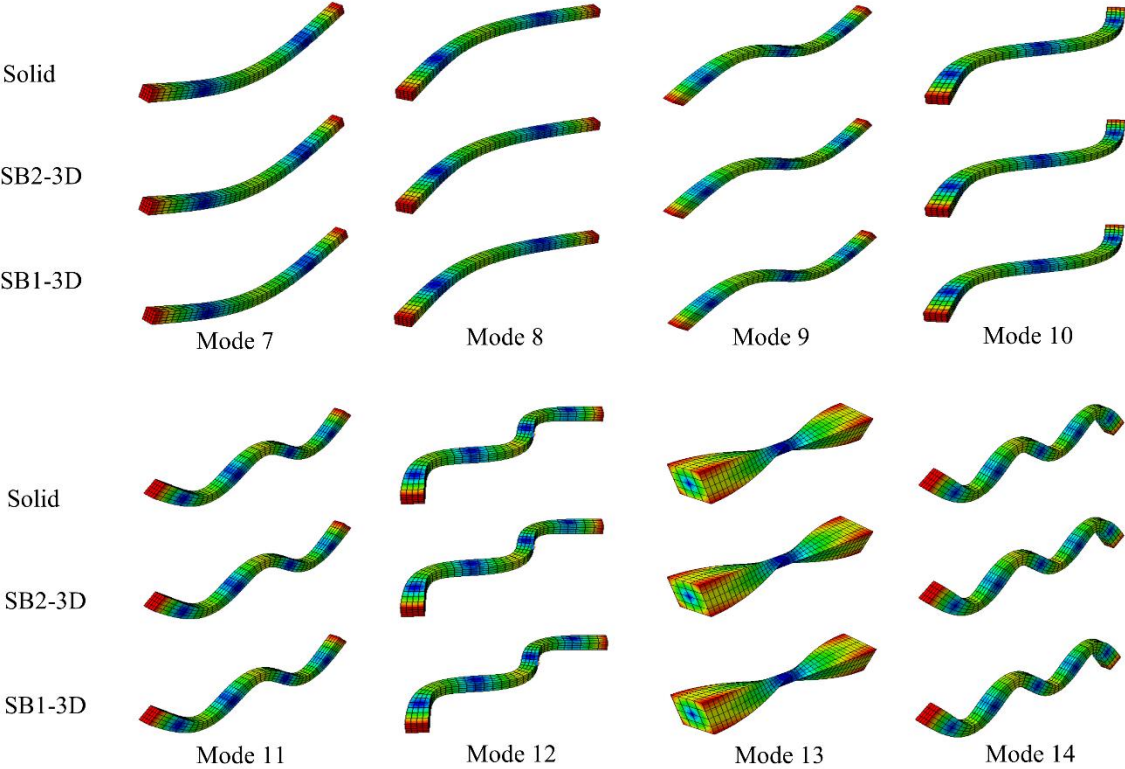 Solid
SB2-3D
SB1-3D
Mode 7
Mode 8
Mode 9
Mode 10
Solid
SB2-3D
SB1-3D
Mode 11
Mode 12
Mode 13
Mode 14